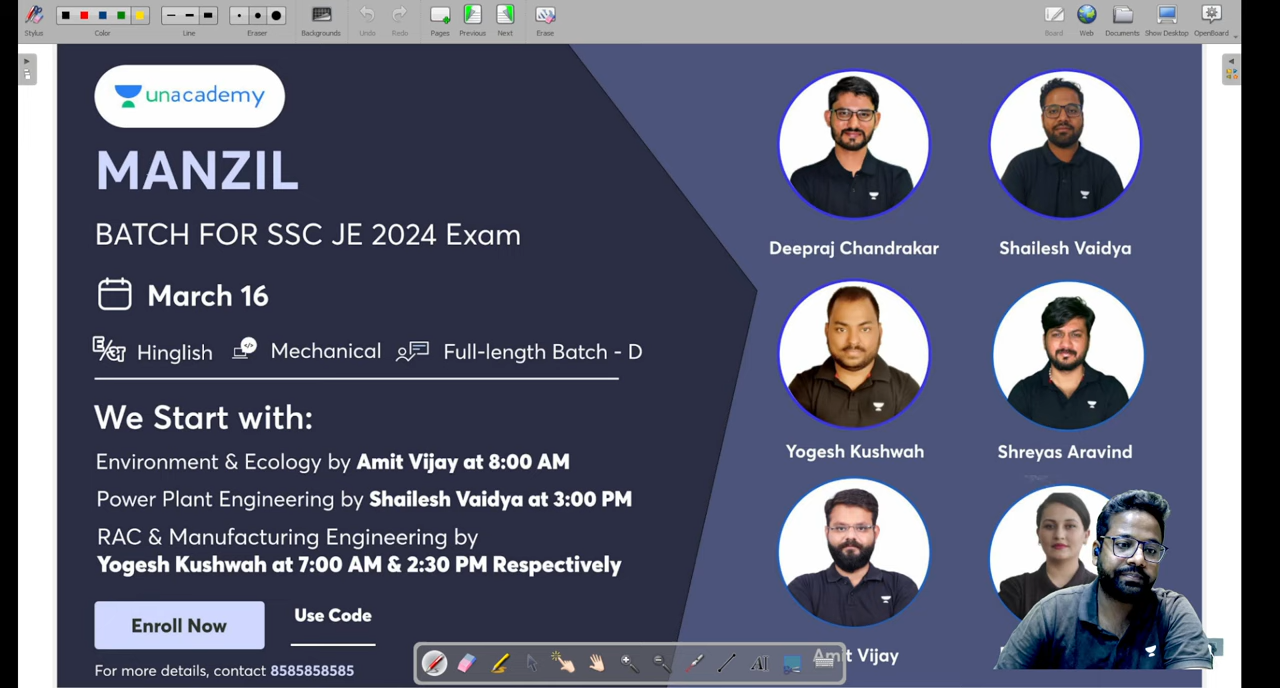 Stylus
Color
Line
Eraser
Backgrounds
Undo
Redo
Pages
Previous
Next
Erase
Board
Web
Documents
Show Desktop
OpenBoard
unacademy
MANZIL
BATCH FOR SSC JE 2024 Exam
March 16
Hinglish
Mechanical
Full-length Batch - D
We Start with:
Environment & Ecology by Amit Vijay at 8:00 AM
Power Plant Engineering by Shailesh Vaidya at 3:00 PM
RAC & Manufacturing Engineering by
Yogesh Kushwah at 7:00 AM & 2:30 PM Respectively
Enroll Now
Use Code
For more details, contact 8585858585
Deepraj Chandrakar
Shailesh Vaidya
Yogesh Kushwah
Shreyas Aravind
Amit Vijay